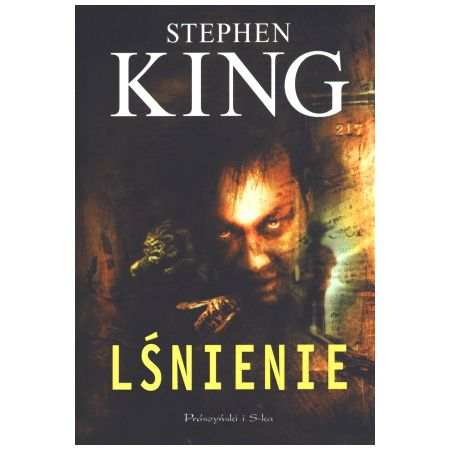 STEPHEN
KING
217
LŚNIENIE
Prószyński i S-ka